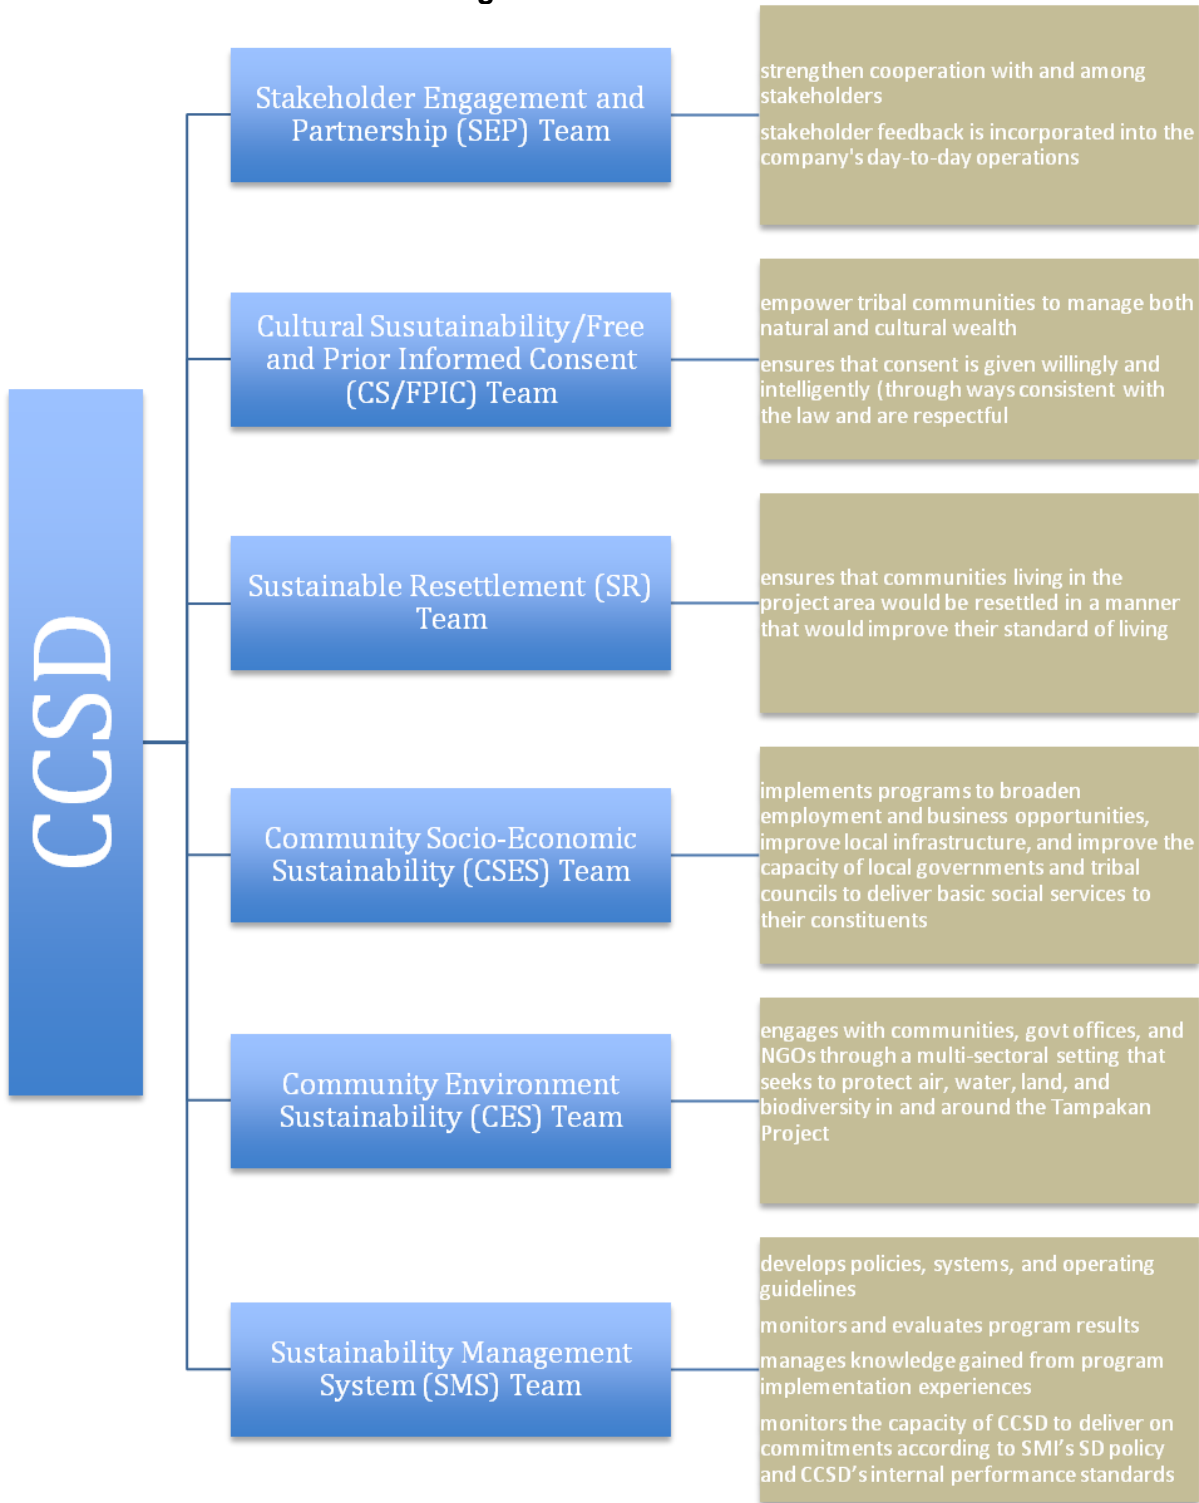 CCSD
Stakeholder Engagement and
Partnership (SEP) Team
strengthen cooperation with and among
stakeholders
stakeholder feedback is incorporated into the
company's day-to-day operations
Cultural Susutainability/Free
and Prior Informed Consent
(CS/FPIC) Team
empower tribal communities to manage both
natural and cultural wealth
ensures that consent is given willingly and
intelligently (through ways consistent with
the law and are respectful
Sustainable Resettlement (SR)
Team
ensures that communities living in the
project area would be resettled in a manner
that would improve their standard of living
Community Socio-Economic
Sustainability (CSES) Team
implements programs to broaden
employment and business opportunities,
improve local infrastructure, and improve the
capacity of local governments and tribal
councils to deliver basic social services to
their constituents
Community Environment
Sustainability (CES) Team
engages with communities, govt offices, and
NGOs through a multi-sectoral setting that
seeks to protect air, water, land, and
biodiversity in and around the Tampakan
Project
Sustainability Management
System (SMS) Team
develops policies, systems, and operating
guidelines
monitors and evaluates program results
manages knowledge gained from program
implementation experiences
monitors the capacity of CCSD to deliver on
commitments according to SMI’s SD policy
and CCSD’s internal performance standards